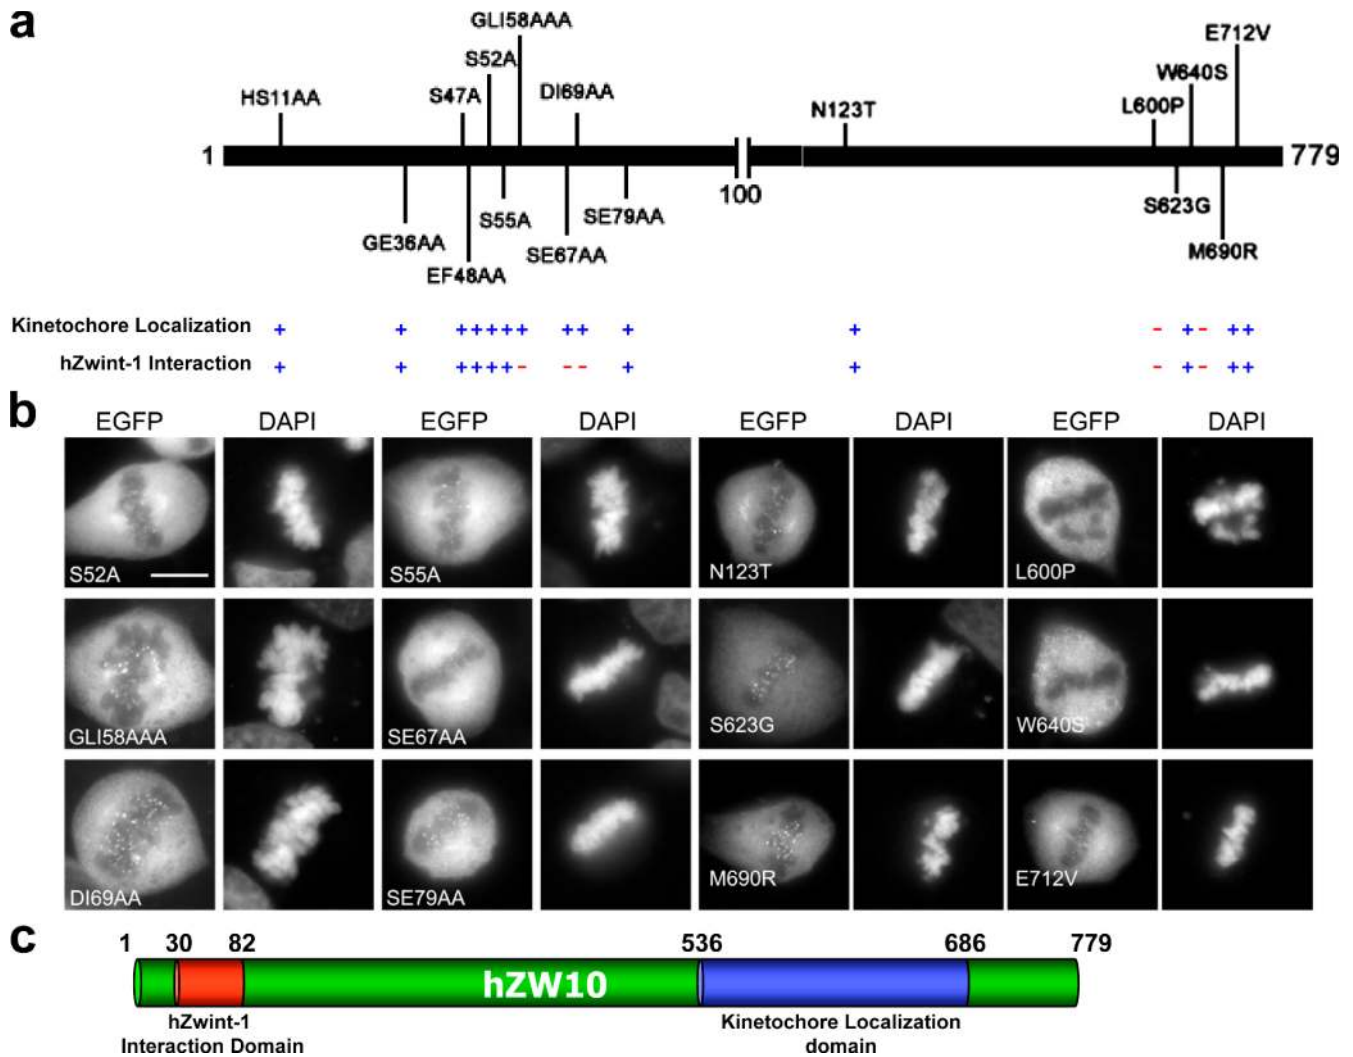 a
GLI58AAA
E712V
S52A
W640S
HS11AA
S47A
DI69AA
N123T
L600P
1
779
100
GE36AA
EF48AA
S55A
SE67AA
SE79AA
S623G
M690R
Kinetochore Localization + + +++++ ++ + + - + - ++
hZwint-1 Interaction + + ++++- -- + + - + - ++
b
EGFP DAPI EGFP DAPI EGFP DAPI EGFP DAPI
S52A S55A N123T L600P
GLI58AAA SE67AA S623G W640S
DI69AA SE79AA M690R E712V
c
1 30 82 536 686 779
hZW10
hZwint-1
Interaction Domain
Kinetochore Localization
domain